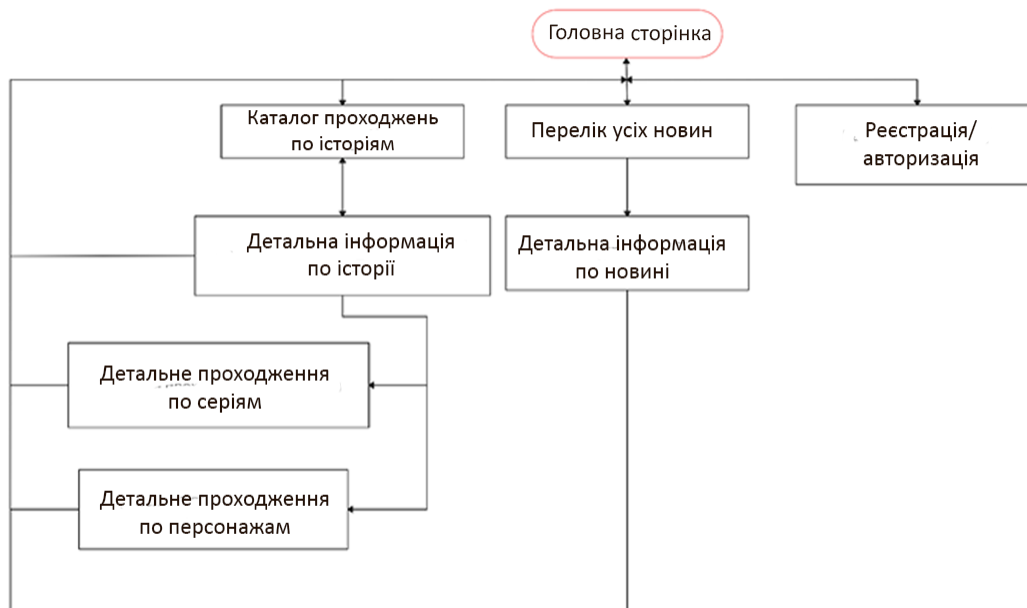 Головна сторінка
Каталог проходжень
по історіям
Перелік усіх новин
Реєстрація/
авторизація
Детальна інформація
по історії
Детальна інформація
по новині
Детальне проходження
по серіям
Детальне проходження
по персонажам